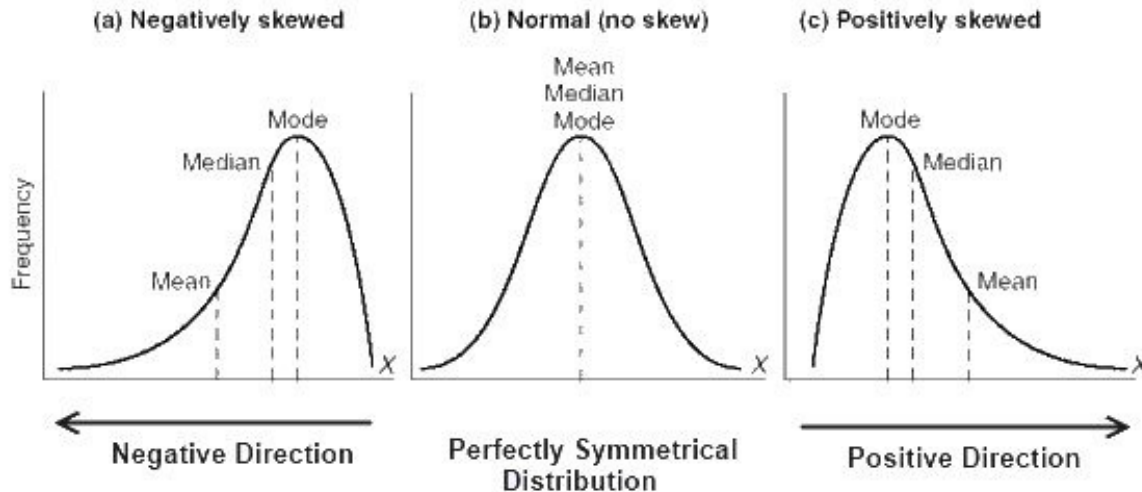 (a) Negatively skewed
(b) Normal (no skew)
(c) Positively skewed
Frequency
Mode
Median
Mean
X
Mean
Median
Mode
Mode
Median
Mean
X
Negative Direction
Perfectly Symmetrical
Distribution
Positive Direction